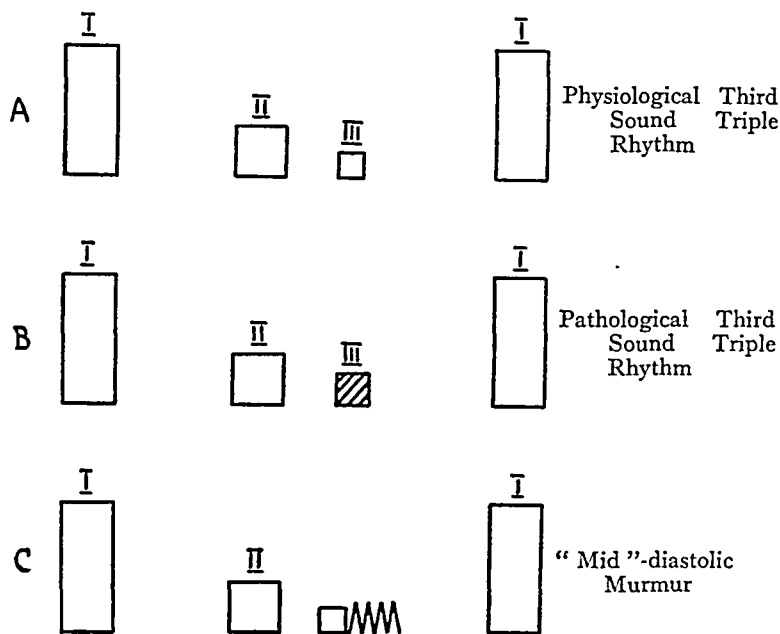 I
I
II
III
A
Physiological Third
Sound Triple
Rhythm
I
I
II
III
B
Pathological Third
Sound Triple
Rhythm
I
I
II
C
“ Mid ”-diastolic
Murmur